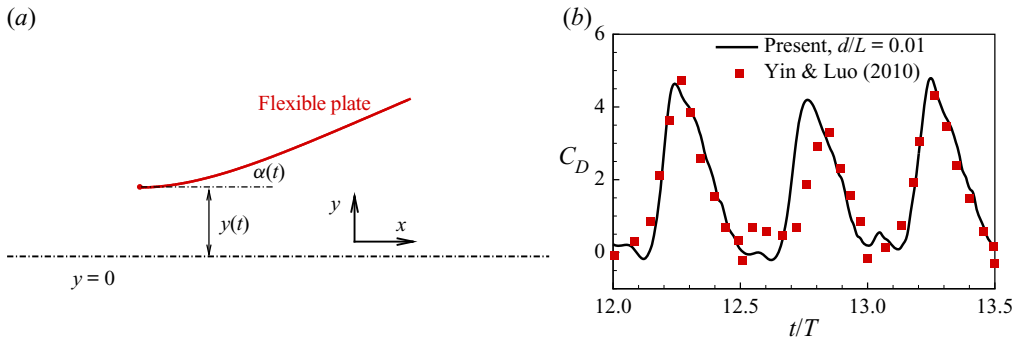 (a)
Flexible plate
α(t)
y(t)
y
x
y = 0
(b)
Present, d/L = 0.01
Yin & Luo (2010)
6
4
2
0
C_D
12.0 12.5 13.0 13.5
t/T